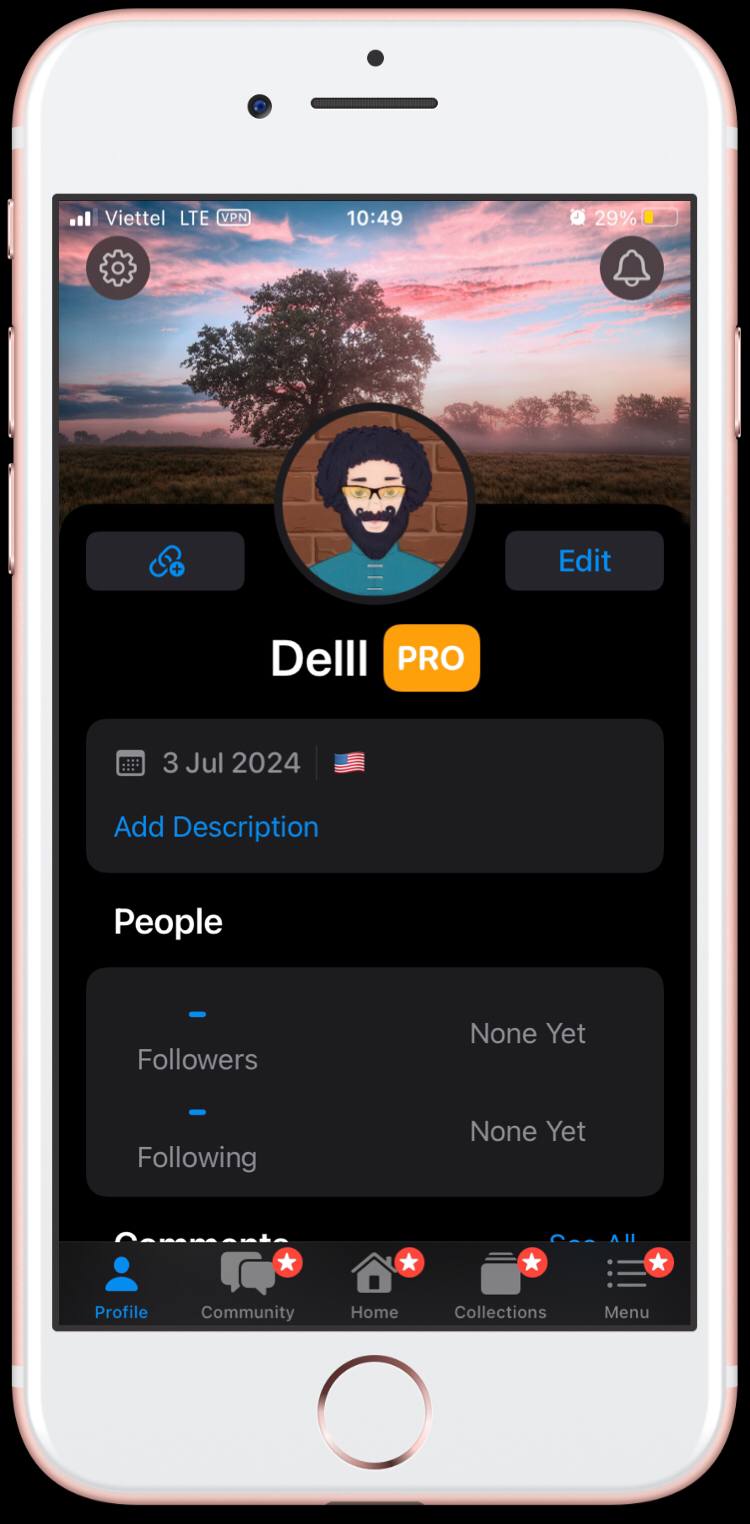 Viettel LTE VPN 10:49 29%
Edit
Delll PRO
3 Jul 2024
Add Description
People
Followers None Yet
Following None Yet
Comments See All
Profile Community Home Collections Menu